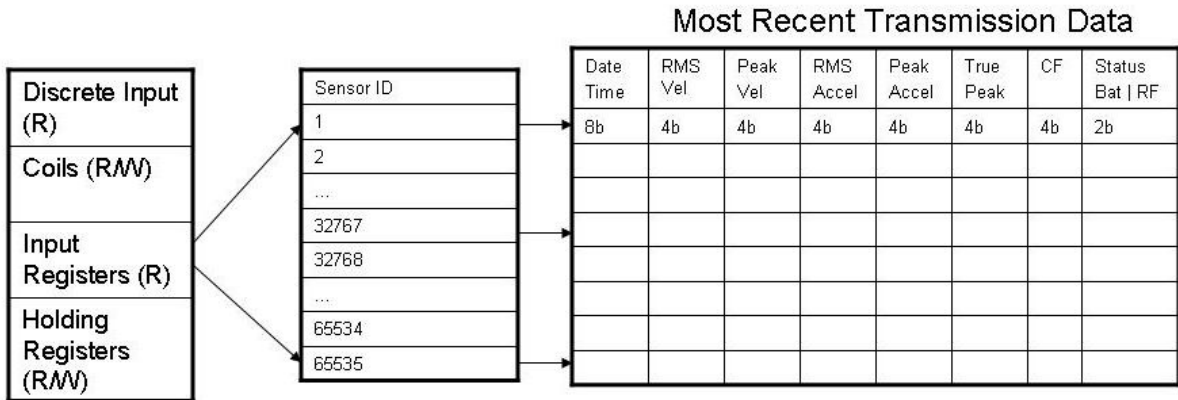 Most Recent Transmission Data
Discrete Input
(R)
Coils (R/W)
Input
Registers (R)
Holding
Registers
(R/W)
Sensor ID
1
2
...
32767
32768
...
65534
65535
Date RMS Peak RMS Peak True CF Status
Time Vel Vel Accel Accel Peak Bat | RF
8b 4b 4b 4b 4b 4b 4b 2b